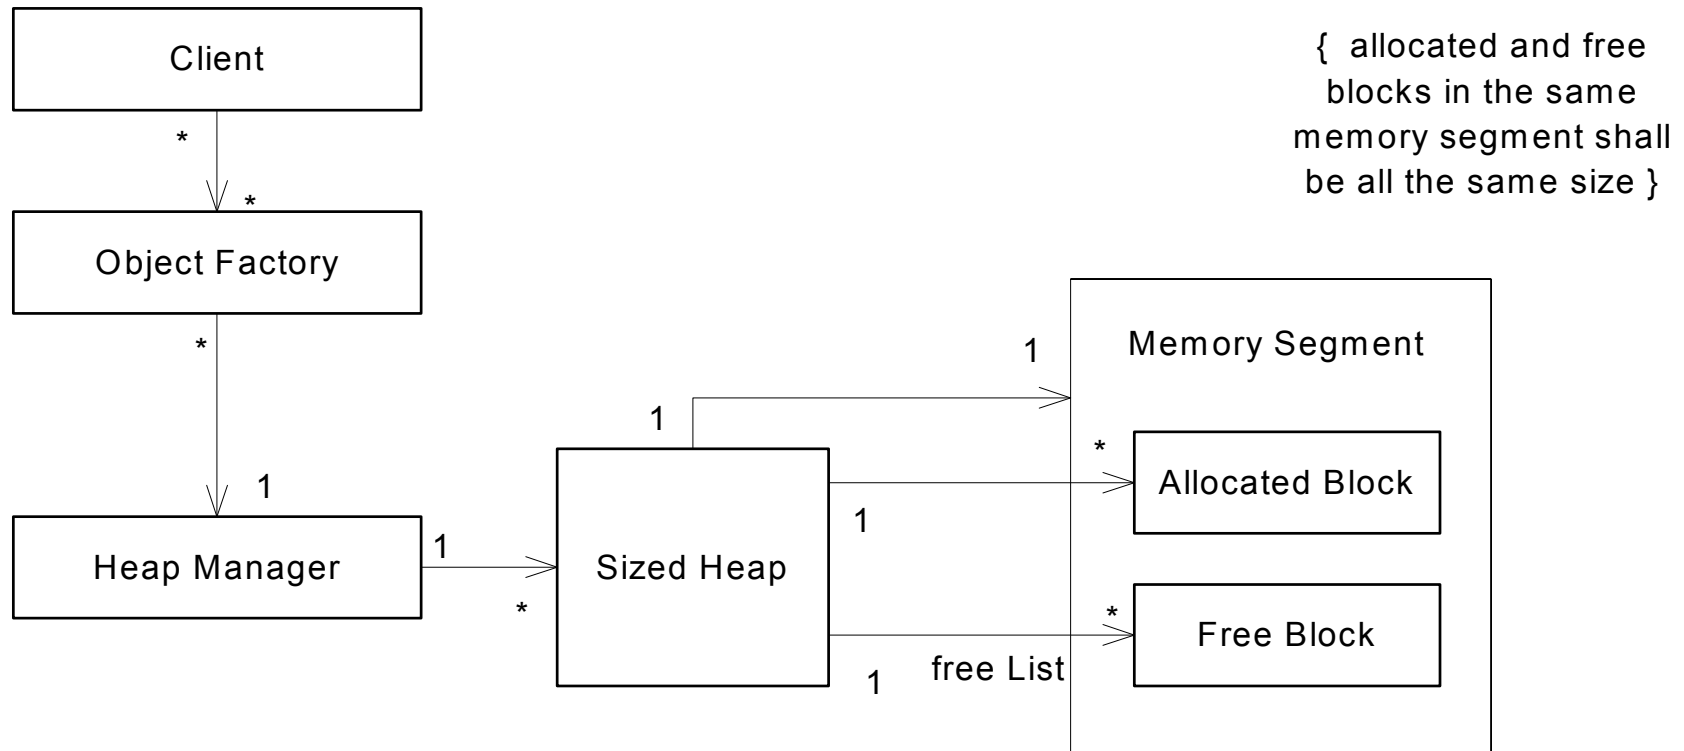 Client
{ allocated and free
blocks in the same
memory segment shall
be all the same size }
*
*
Object Factory
*
1
Heap Manager
1
*
Sized Heap
1
1
Memory Segment
*
1
Allocated Block
*
1
free List
Free Block